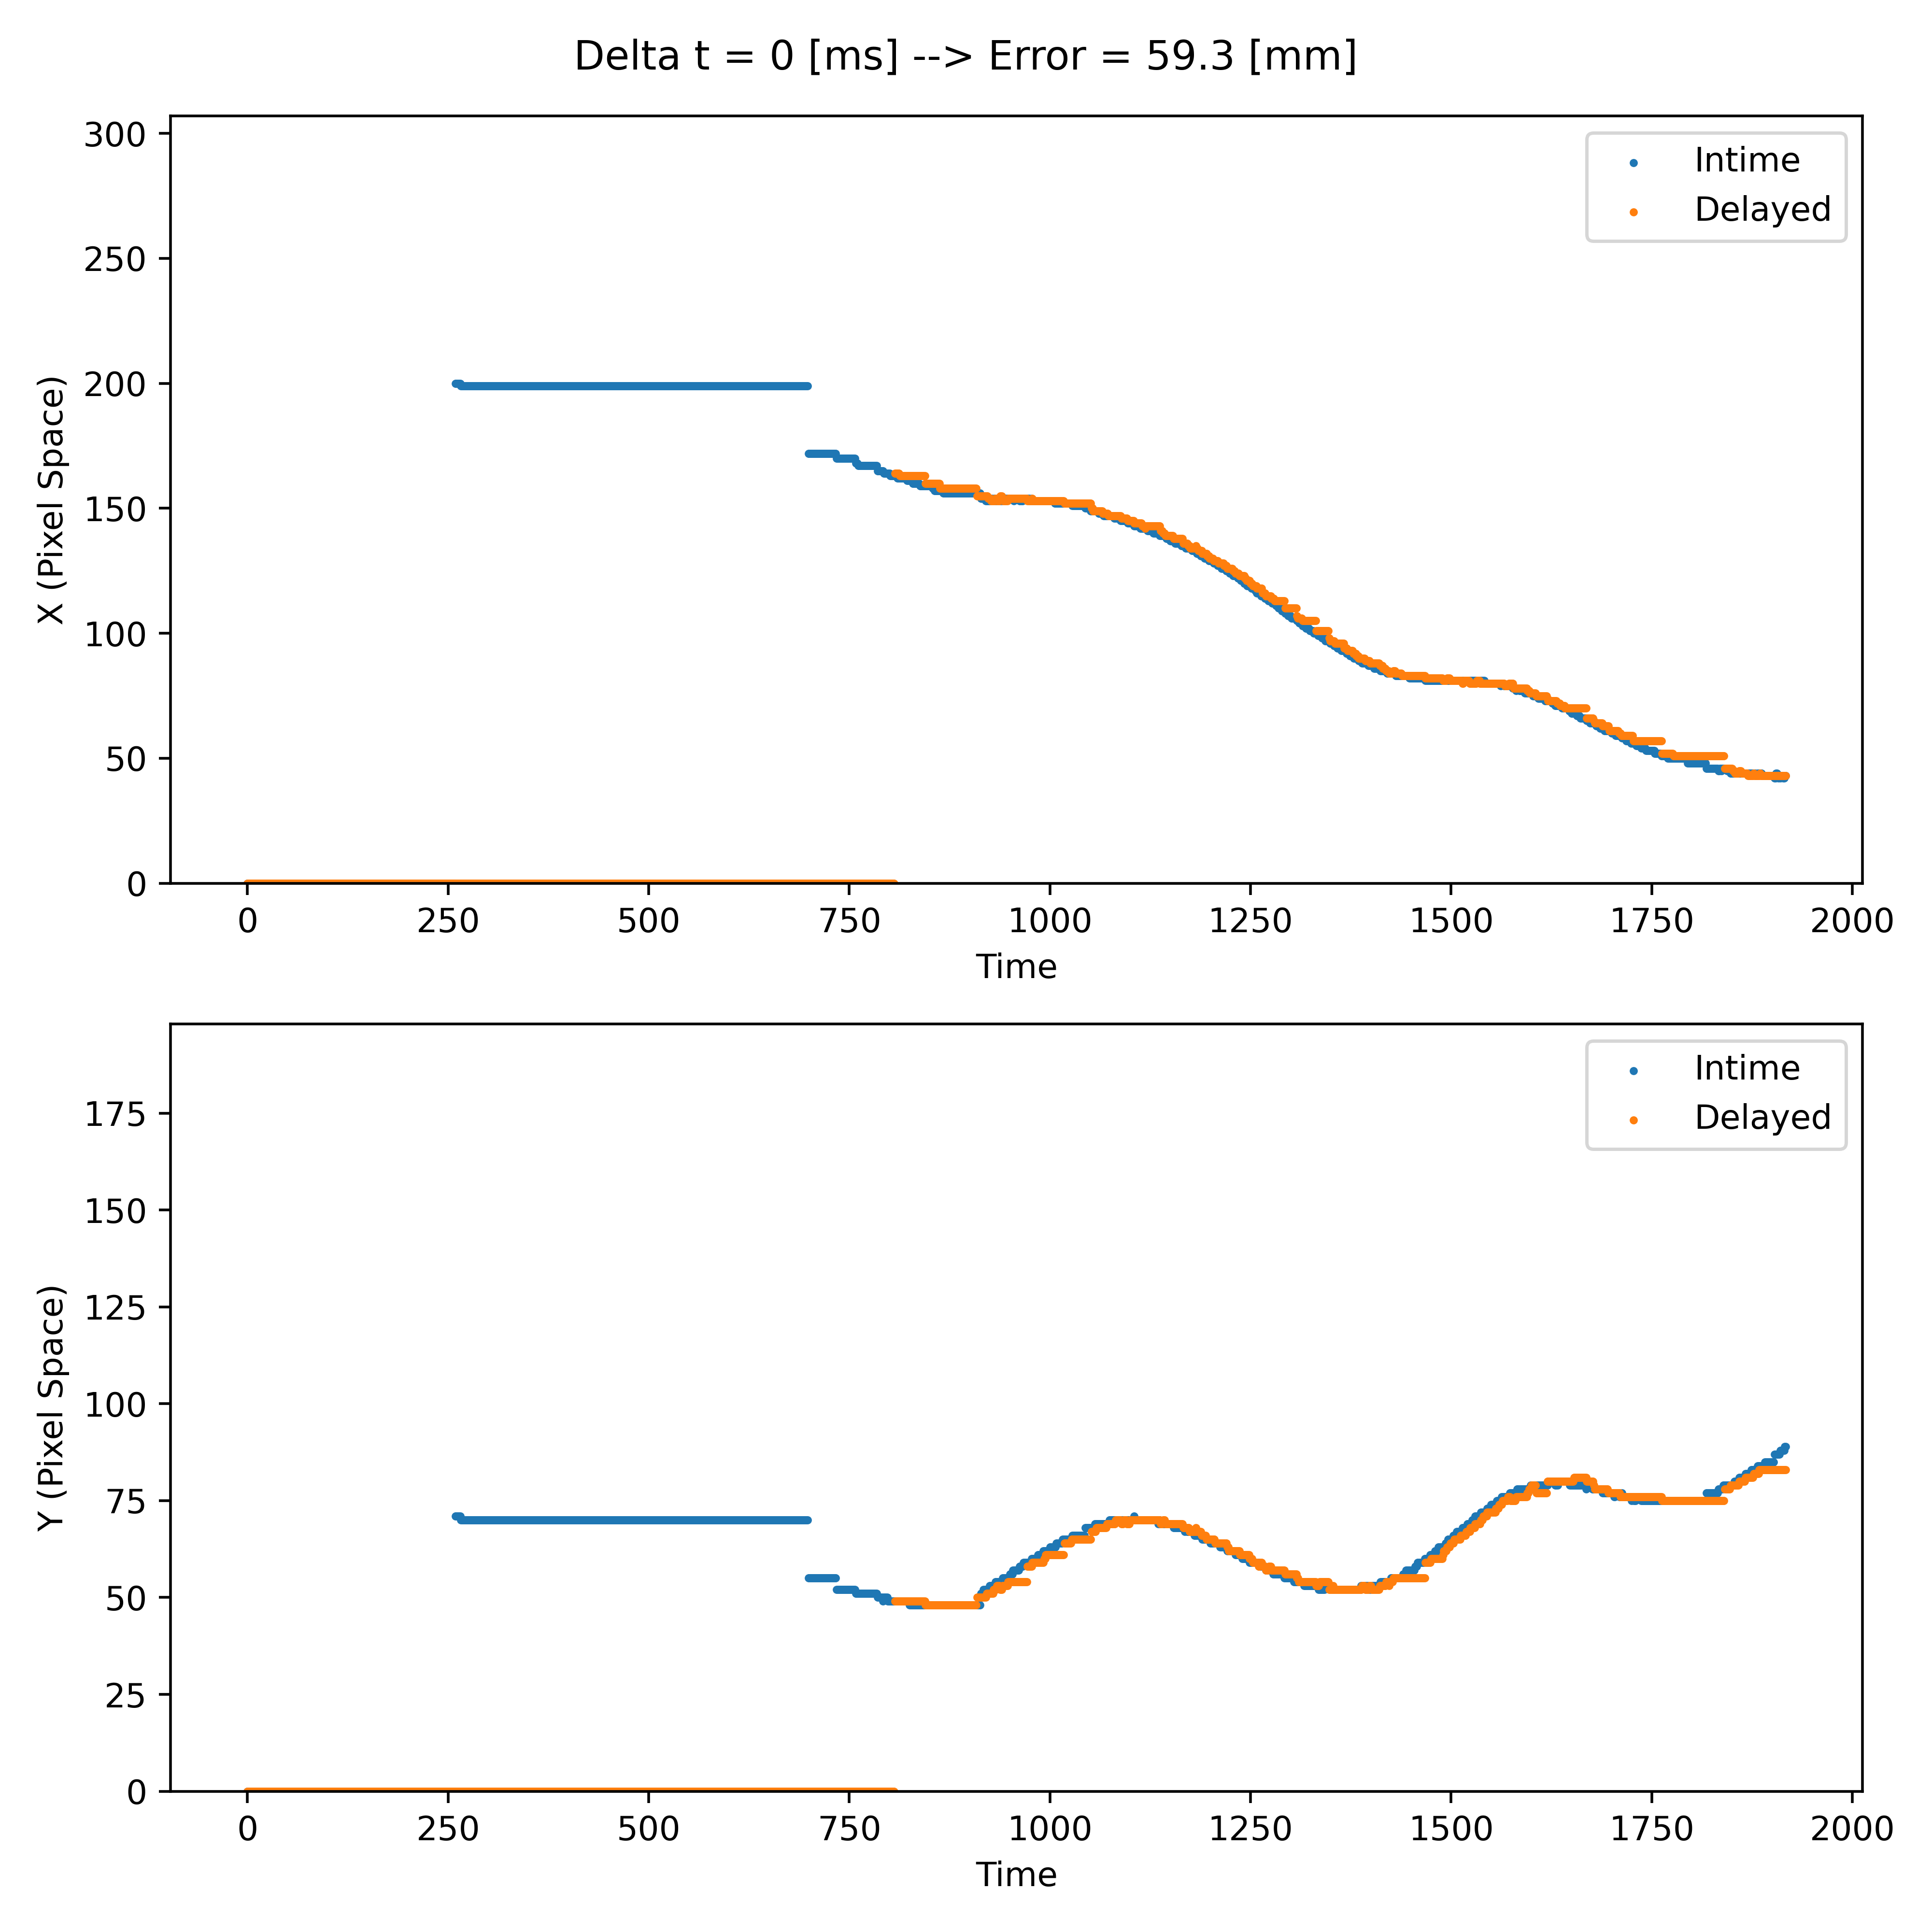 Delta t = 0 [ms] --> Error = 59.3 [mm]
300
250
200
150
100
50
0
X (Pixel Space)
Intime
Delayed
0 250 500 750 1000 1250 1500 1750 2000
Time
175
150
125
100
75
50
25
0
Y (Pixel Space)
Intime
Delayed
0 250 500 750 1000 1250 1500 1750 2000
Time